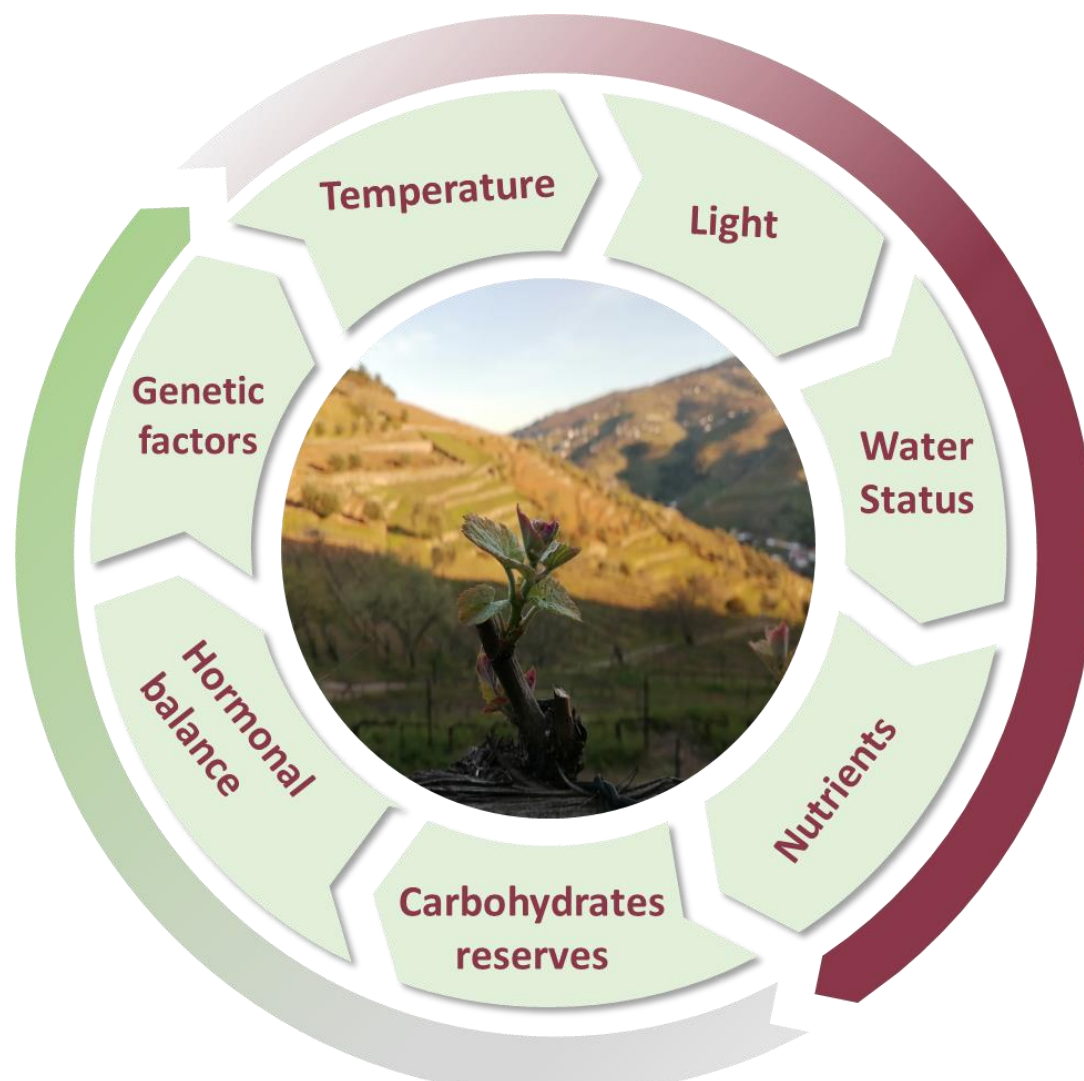 Temperature
Light
Water
Status
Nutrients
Carbohydrates
reserves
Hormonal
balance
Genetic
factors